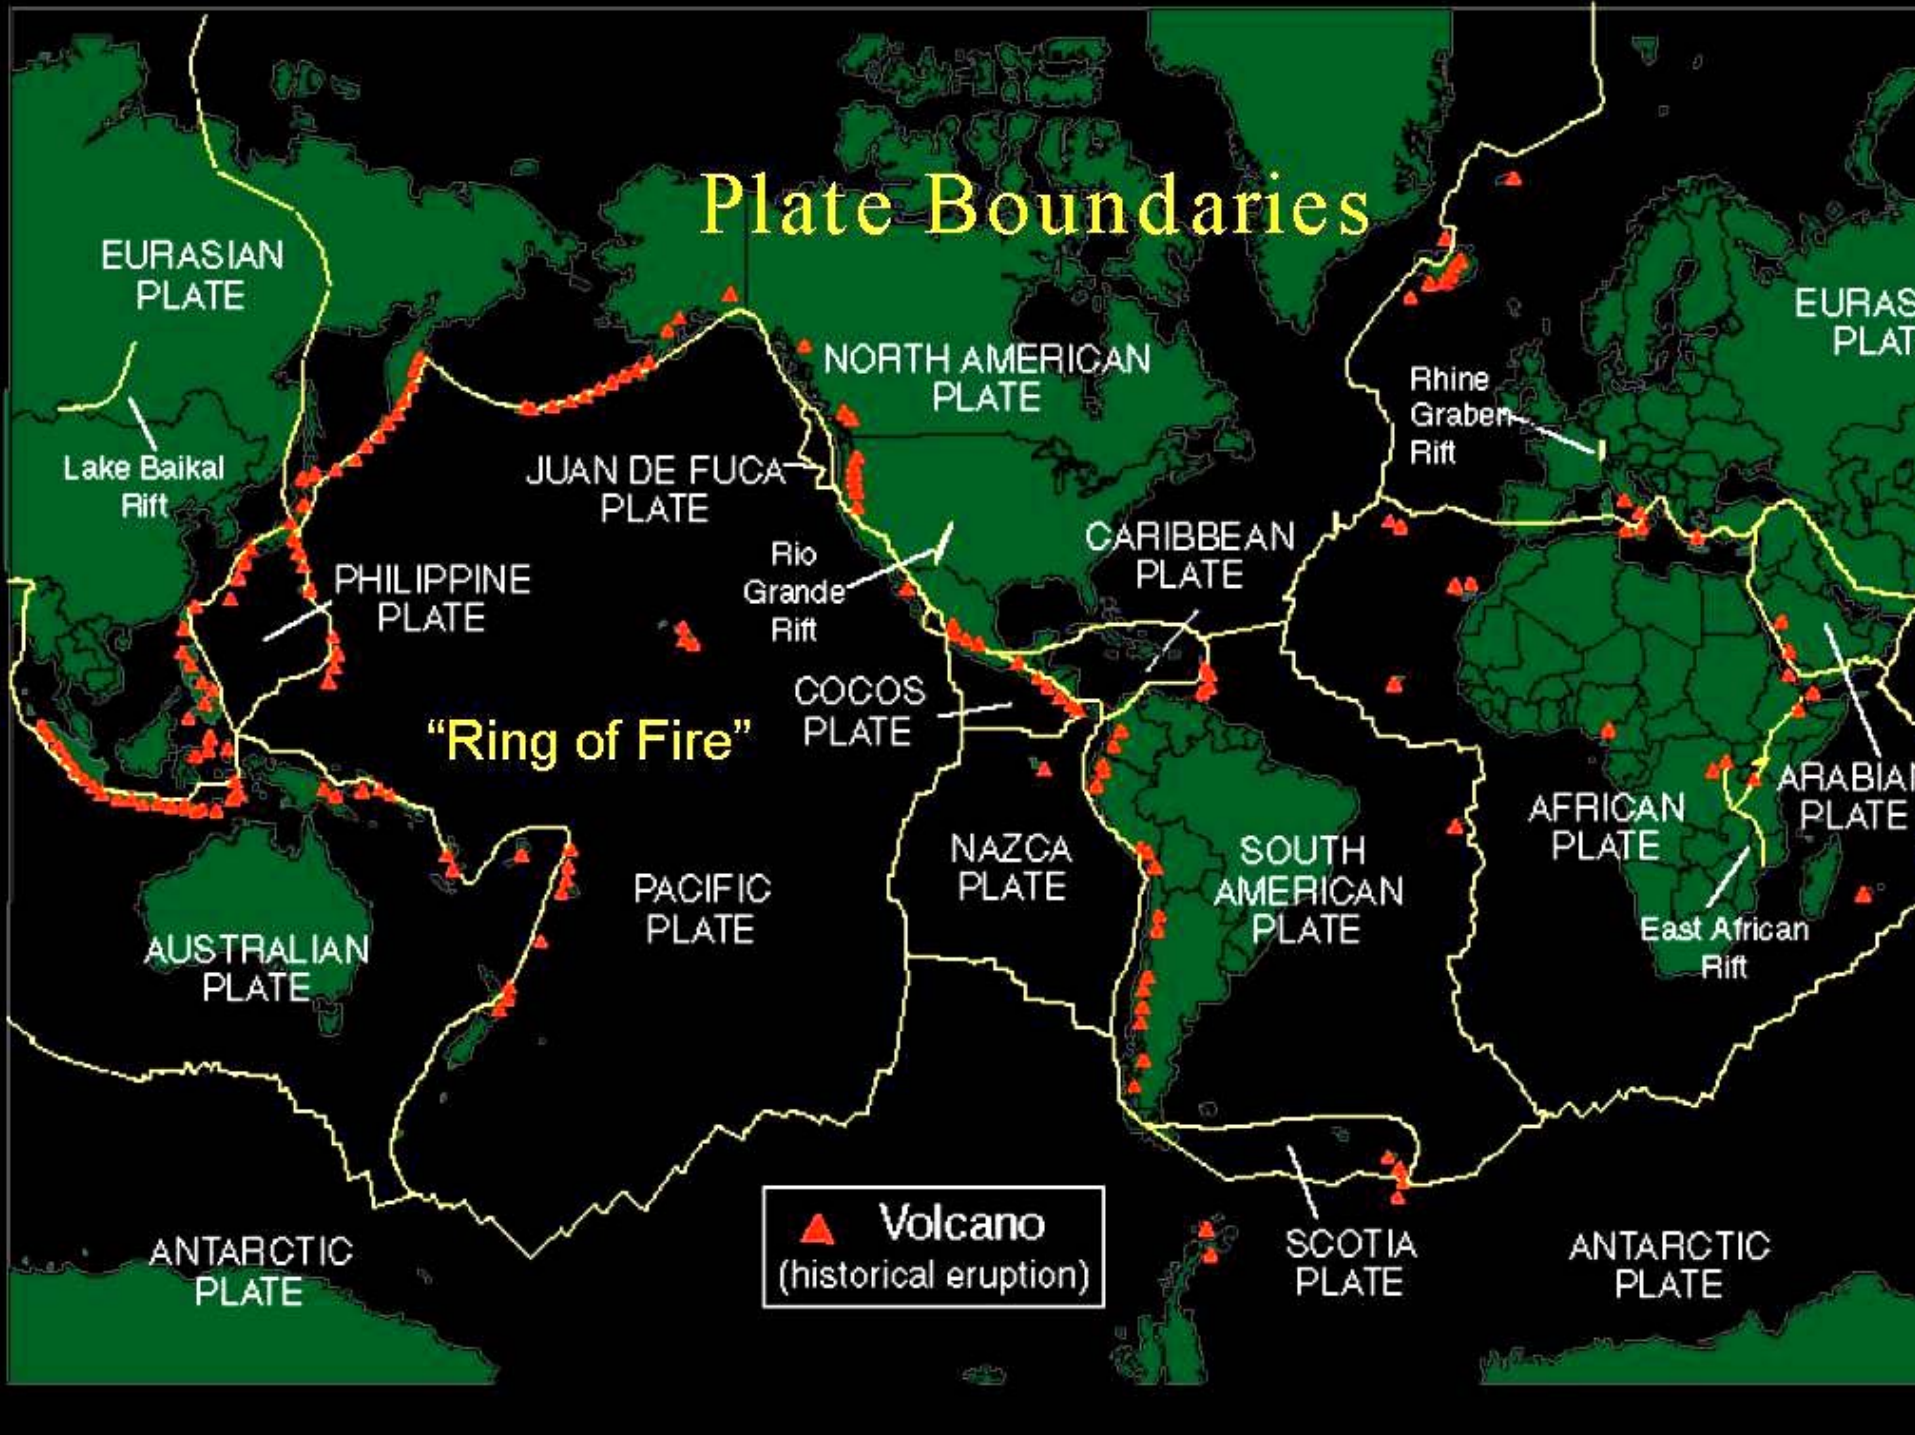 Plate Boundaries
EURASIAN
PLATE
EURAS
PLAT
NORTH AMERICAN
PLATE
Rhine
Graben
Rift
Lake Baikal
Rift
JUAN DE FUCA
PLATE
CARIBBEAN
PLATE
Rio
Grande
Rift
PHILIPPINE
PLATE
COCOS
PLATE
“Ring of Fire”
ARABIAN
PLATE
AFRICAN
PLATE
NAZCA
PLATE
SOUTH
AMERICAN
PLATE
PACIFIC
PLATE
AUSTRALIAN
PLATE
East African
Rift
Volcano
(historical eruption)
SCOTIA
PLATE
ANTARCTIC
PLATE
ANTARCTIC
PLATE